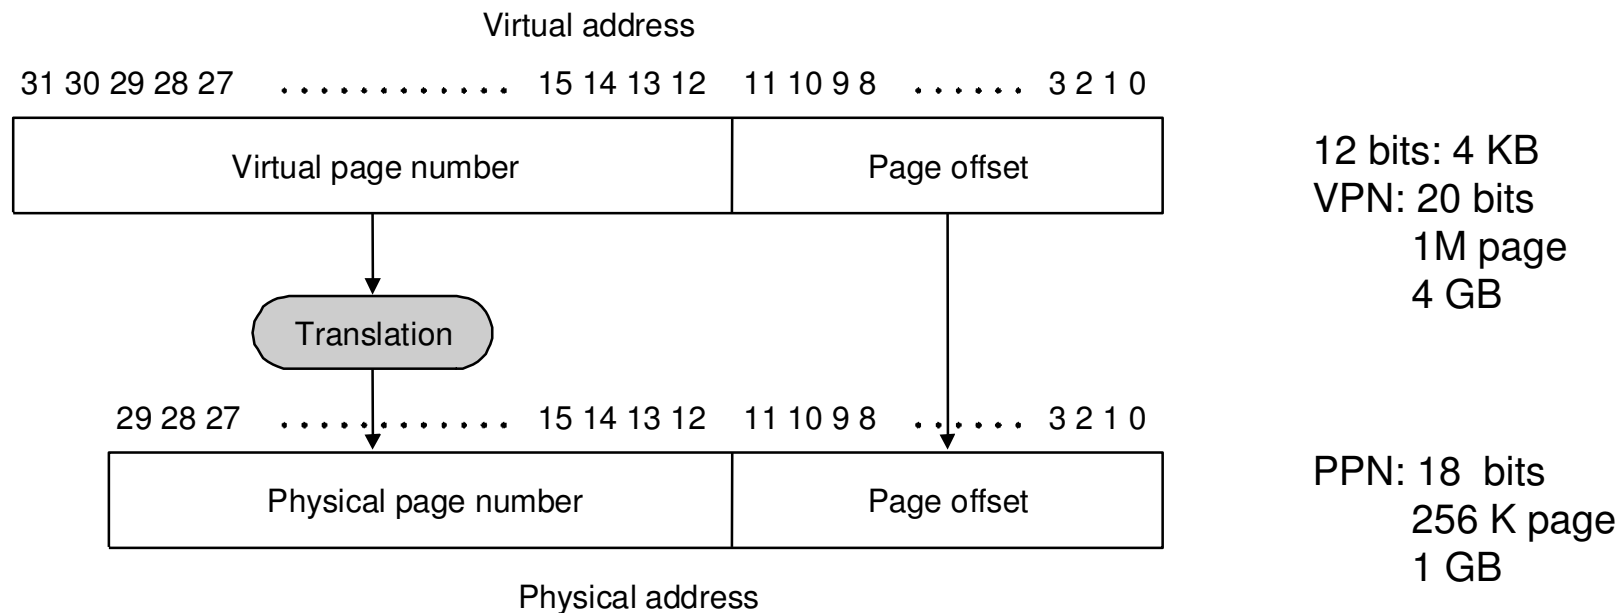 Virtual address
31 30 29 28 27 ............ 15 14 13 12 11 10 9 8 ...... 3 2 1 0
Virtual page number Page offset
12 bits: 4 KB
VPN: 20 bits
1M page
4 GB
Translation
29 28 27 ............ 15 14 13 12 11 10 9 8 ...... 3 2 1 0
Physical page number Page offset
PPN: 18 bits
256 K page
1 GB
Physical address